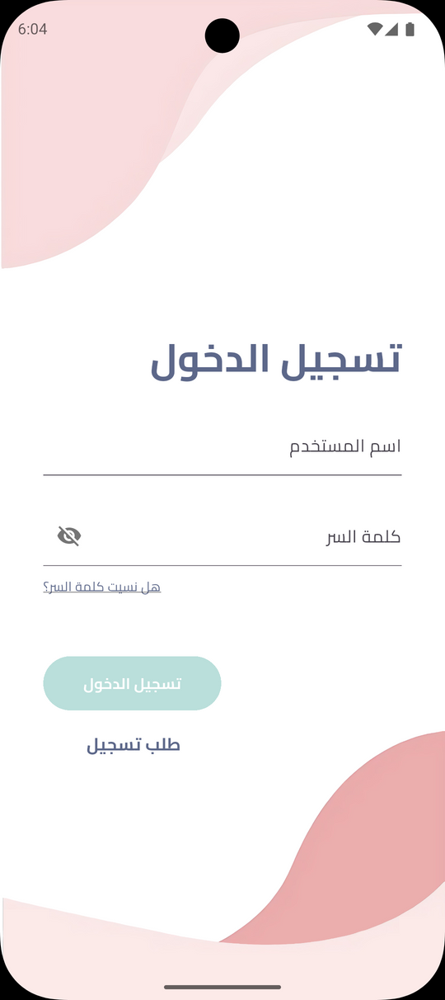 6:04
تسجيل الدخول
اسم المستخدم
كلمة السر
هل نسيت كلمة السر؟
تسجيل الدخول
طلب تسجيل